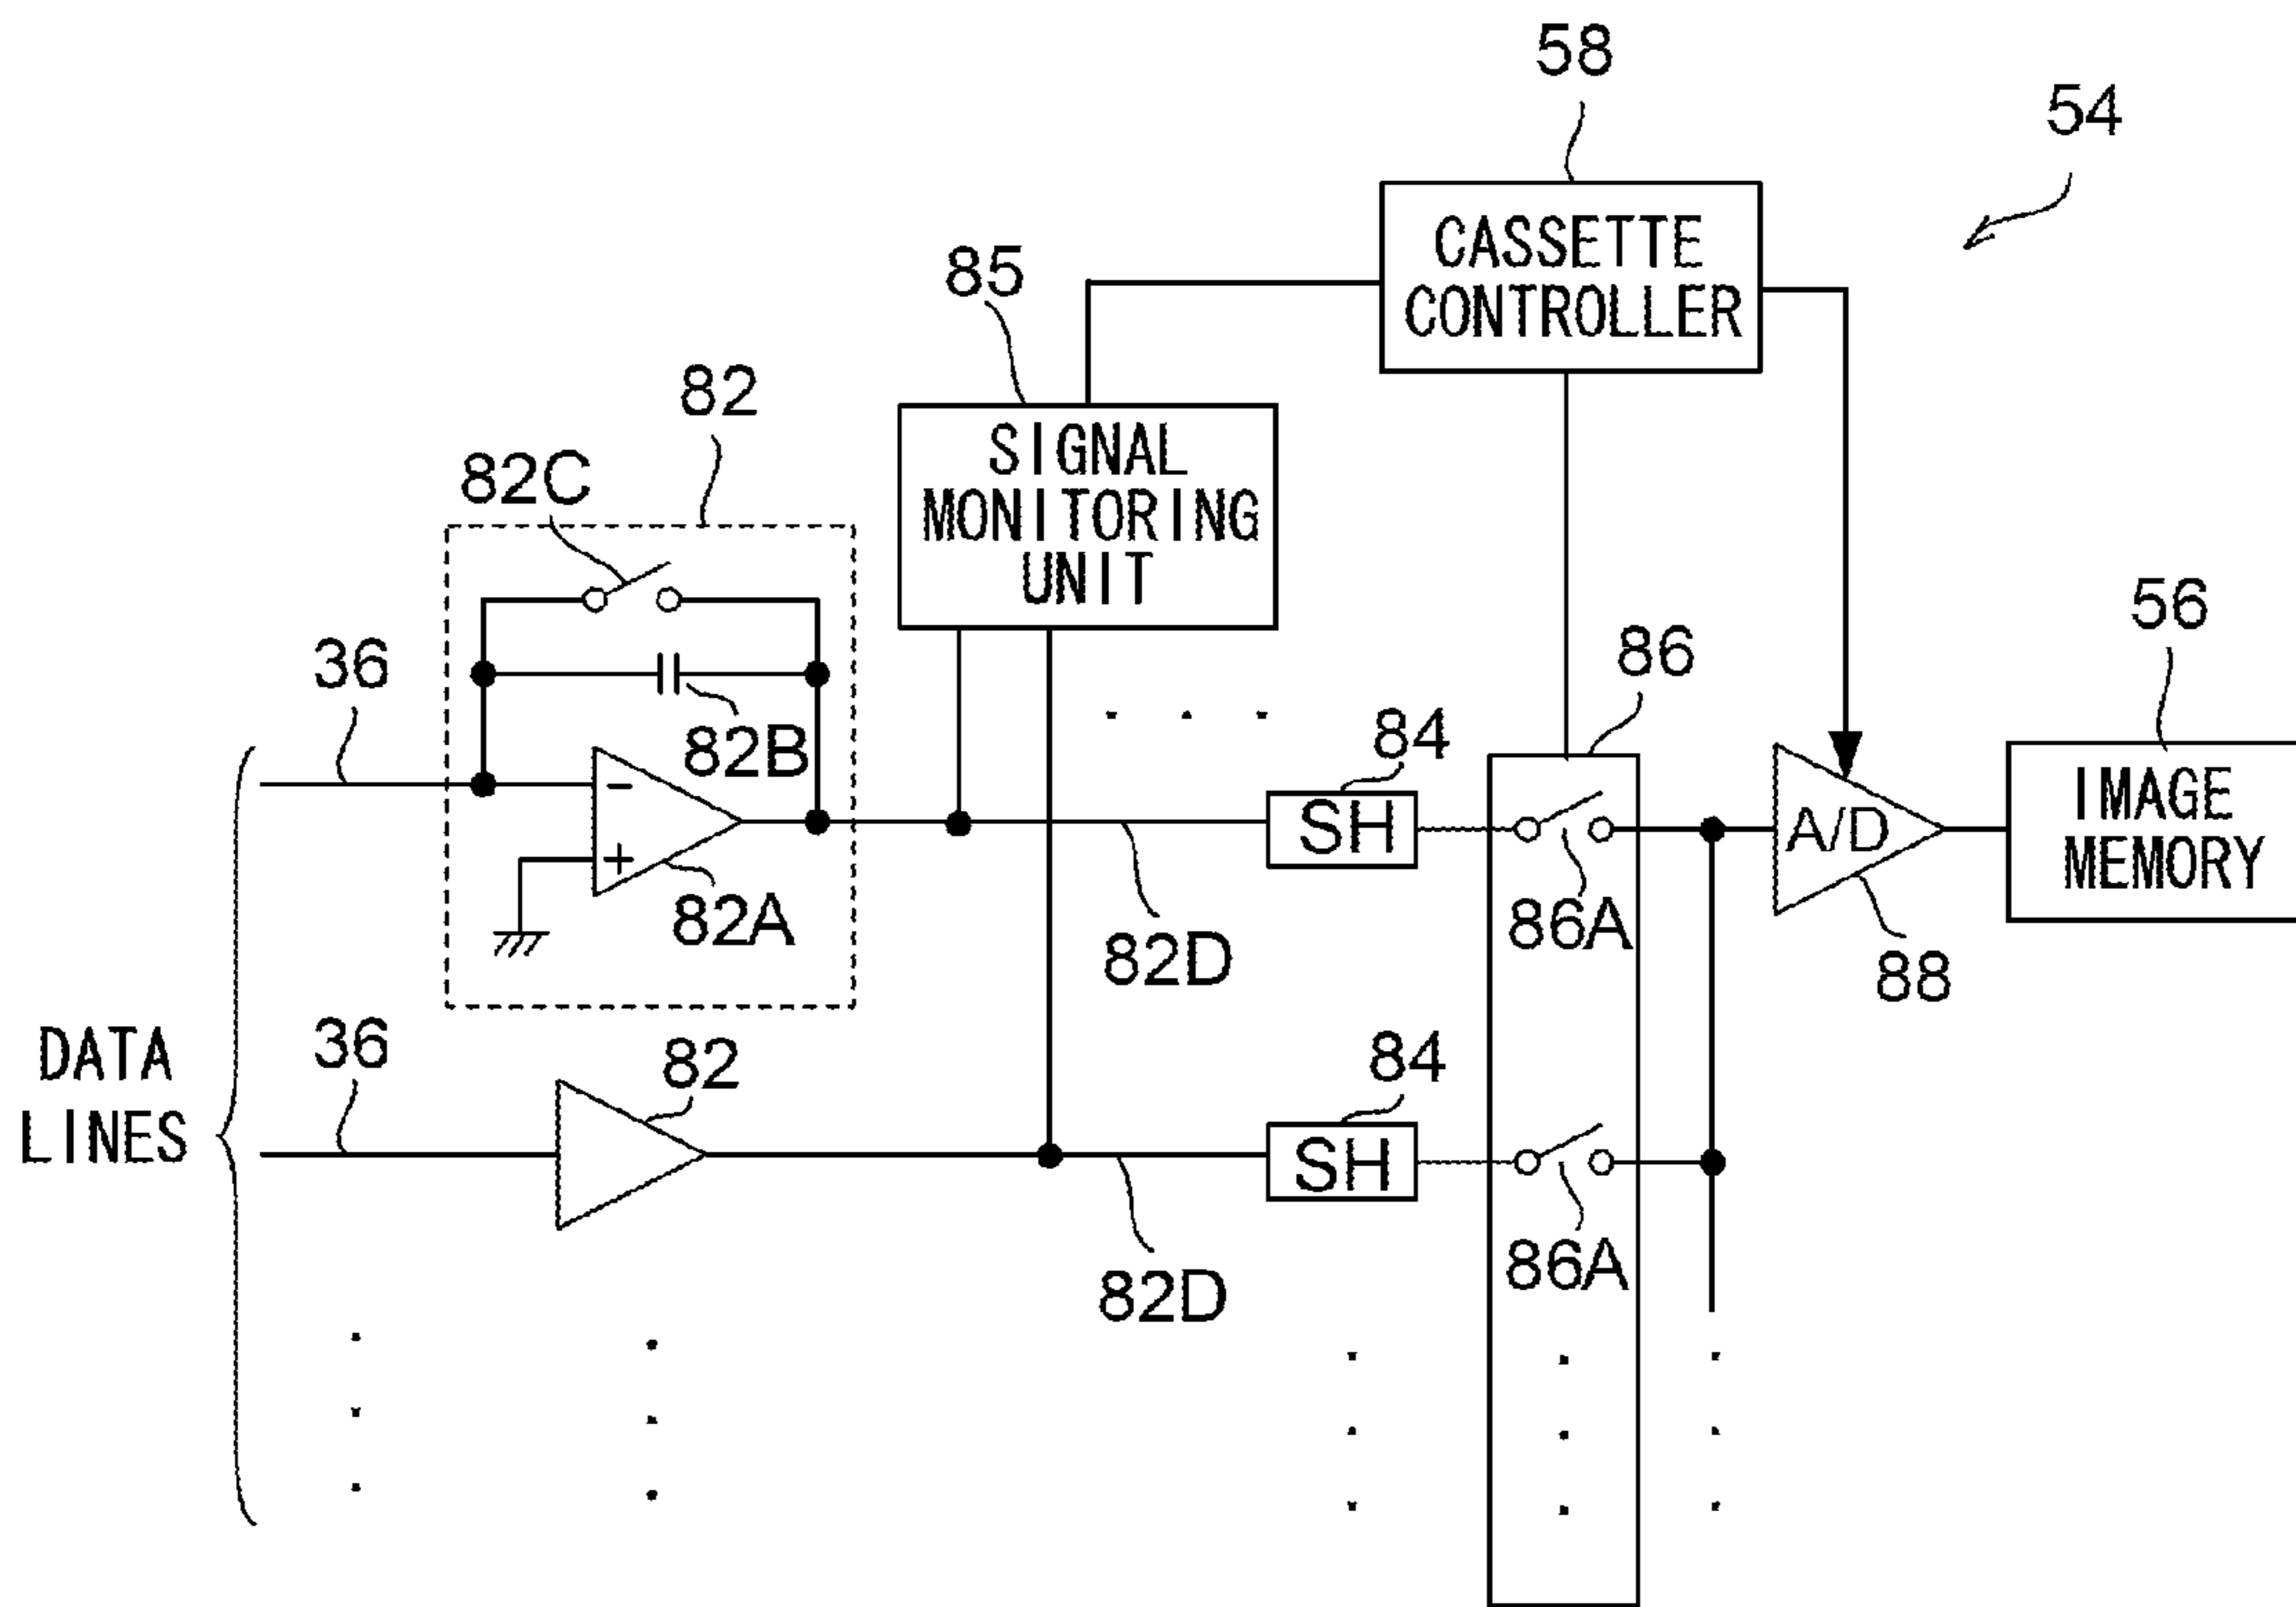 58
54
CASSETTE
CONTROLLER
85
82
SIGNAL
MONITORING
UNIT
82C
56
36
86
82B
84
-
SH
A/D
IMAGE
MEMORY
+
82A
86A
82D
88
DATA
LINES
36
82
84
SH
86A
82D